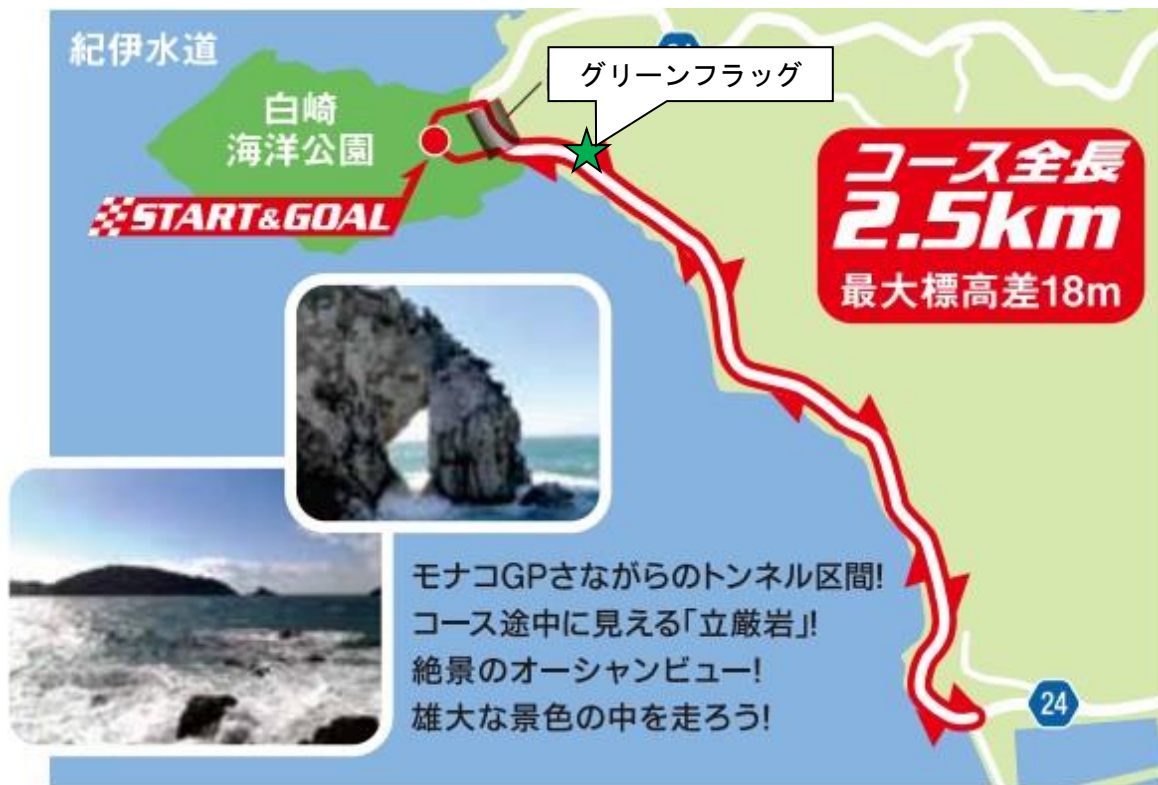 紀伊水道
グリーンフラッグ
白崎
海洋公園
START&GOAL
コース全長
2.5km
最大標高差18m
モナコGPさながらのトンネル区間!
コース途中に見える「立厳岩」!
絶景のオーシャンビュー!
雄大な景色の中を走ろう!
24